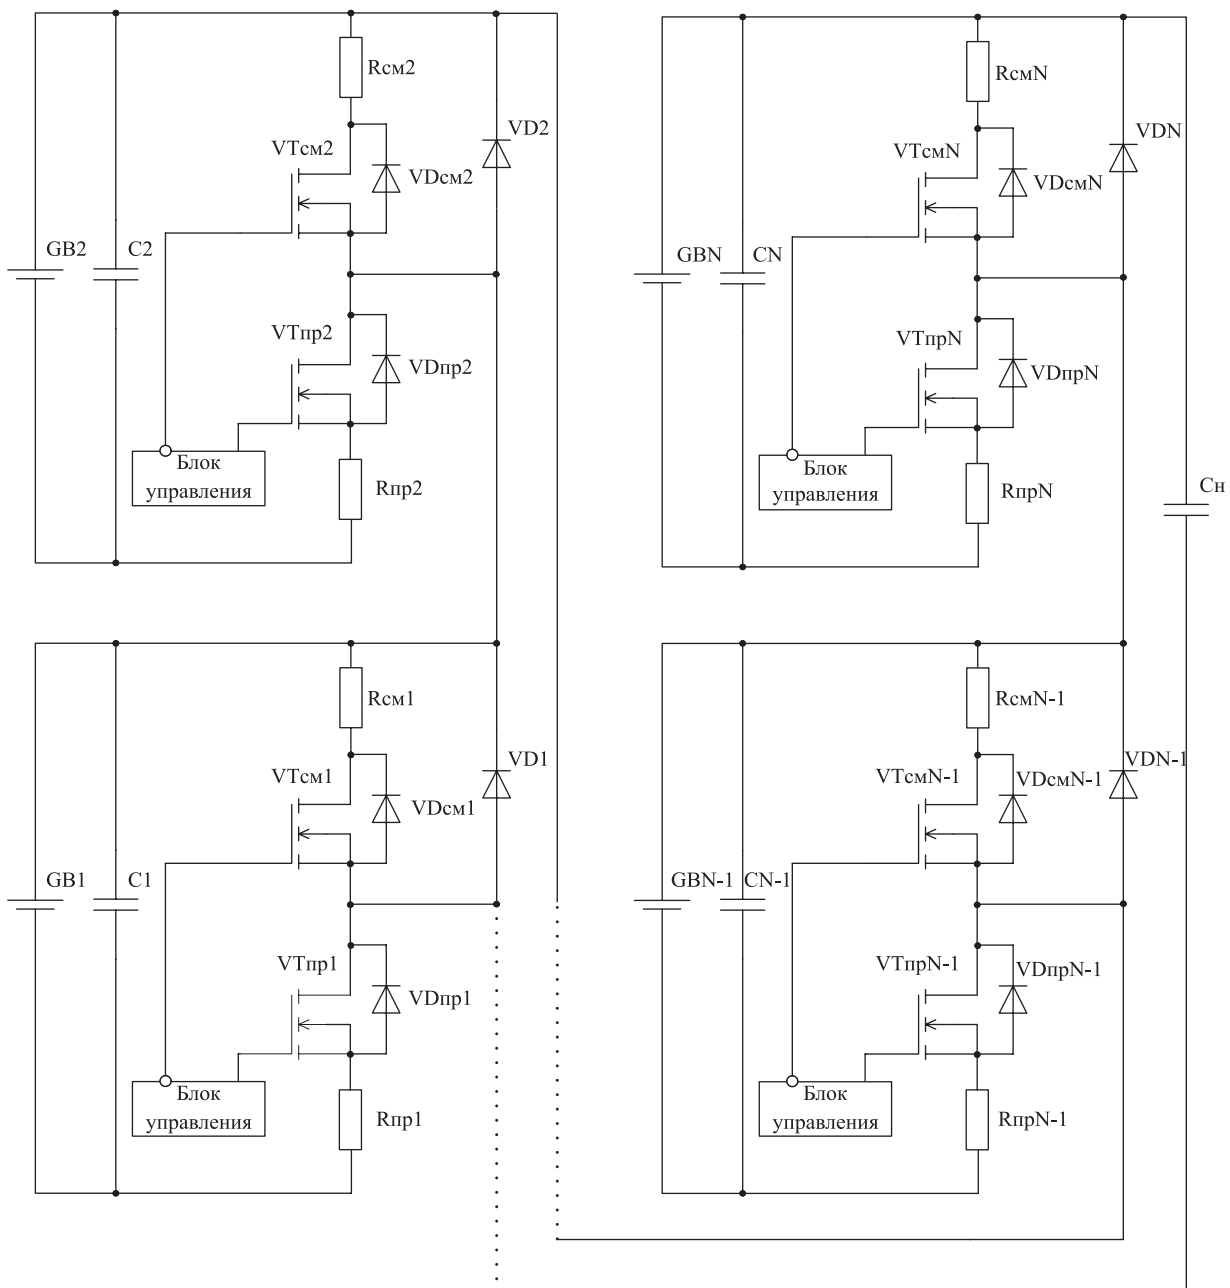 Rсм2
VD2
VTсм2
VDсм2
GB2
C2
VTпр2
VDпр2
Блок
управления
Rпр2
Rсм1
VD1
VTсм1
VDсм1
GB1
C1
VTпр1
VDпр1
Блок
управления
Rпр1
RсмN
VDN
VTсмN
VDсмN
GBN
CN
VTпрN
VDпрN
Блок
управления
RпрN
Cн
RсмN-1
VDN-1
VTсмN-1
VDсмN-1
GBN-1
CN-1
VTпрN-1
VDпрN-1
Блок
управления
RпрN-1